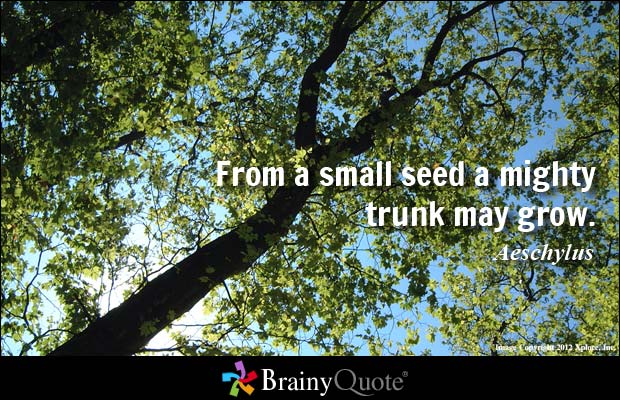 From a small seed a mighty
trunk may grow.
Aeschylus
Image Copyright 2012 Xplore, Inc.
BrainyQuote®